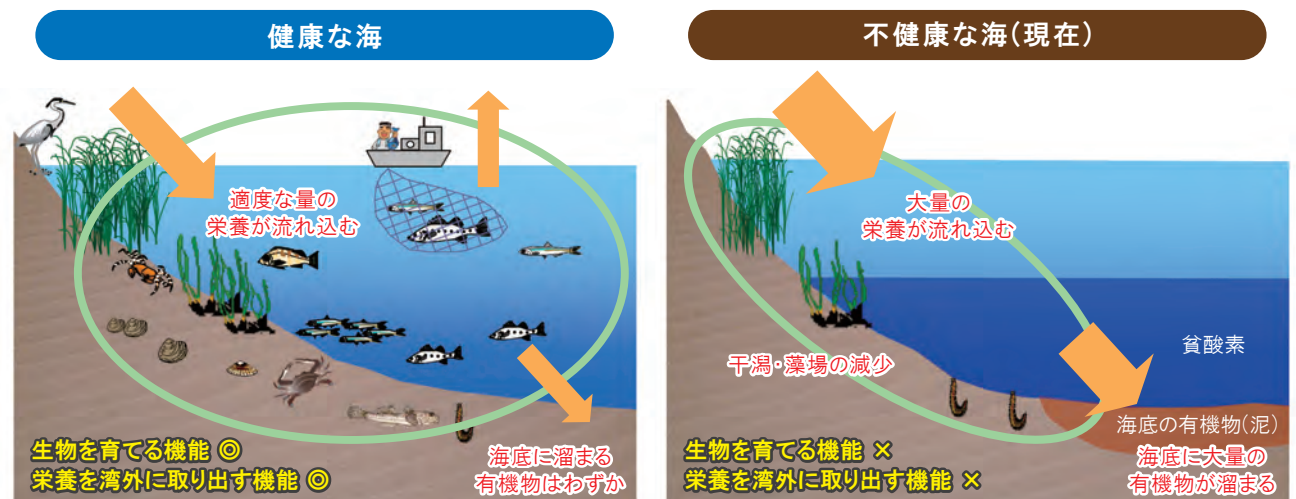 健康な海
適度な量の
栄養が流れ込む
生物を育てる機能 ◎
栄養を湾外に取り出す機能 ◎
海底に溜まる
有機物はわずか
不健康な海(現在)
大量の
栄養が流れ込む
貧酸素
干潟・藻場の減少
海底の有機物(泥)
生物を育てる機能 ×
栄養を湾外に取り出す機能 ×
海底に大量の
有機物が溜まる